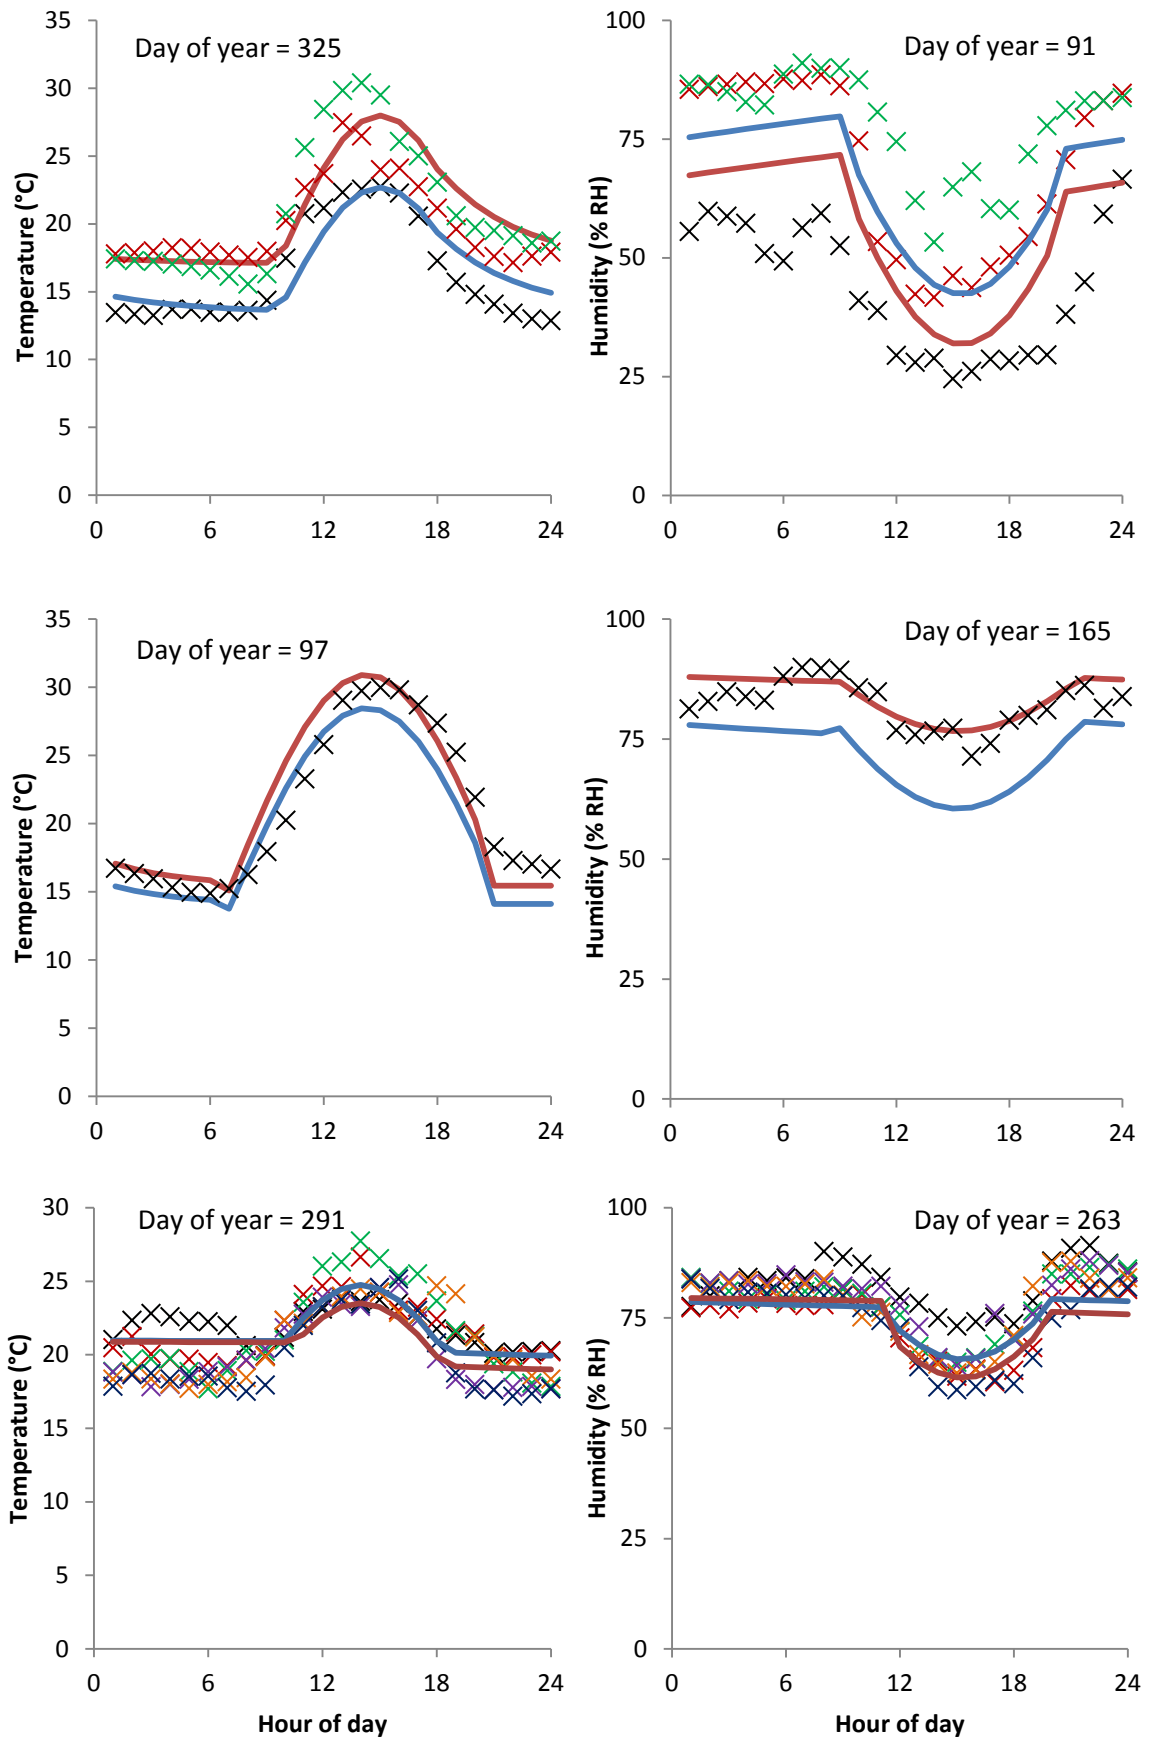 Day of year = 325
35
30
25
20
15
10
5
0
0 6 12 18 24
Temperature (°C)
Day of year = 91
100
75
50
25
0
0 6 12 18 24
Humidity (% RH)
Day of year = 97
35
30
25
20
15
10
5
0
0 6 12 18 24
Temperature (°C)
Day of year = 165
100
75
50
25
0
0 6 12 18 24
Humidity (% RH)
Day of year = 291
30
25
20
15
10
5
0
0 6 12 18 24
Temperature (°C)
Hour of day
Day of year = 263
100
75
50
25
0
0 6 12 18 24
Humidity (% RH)
Hour of day